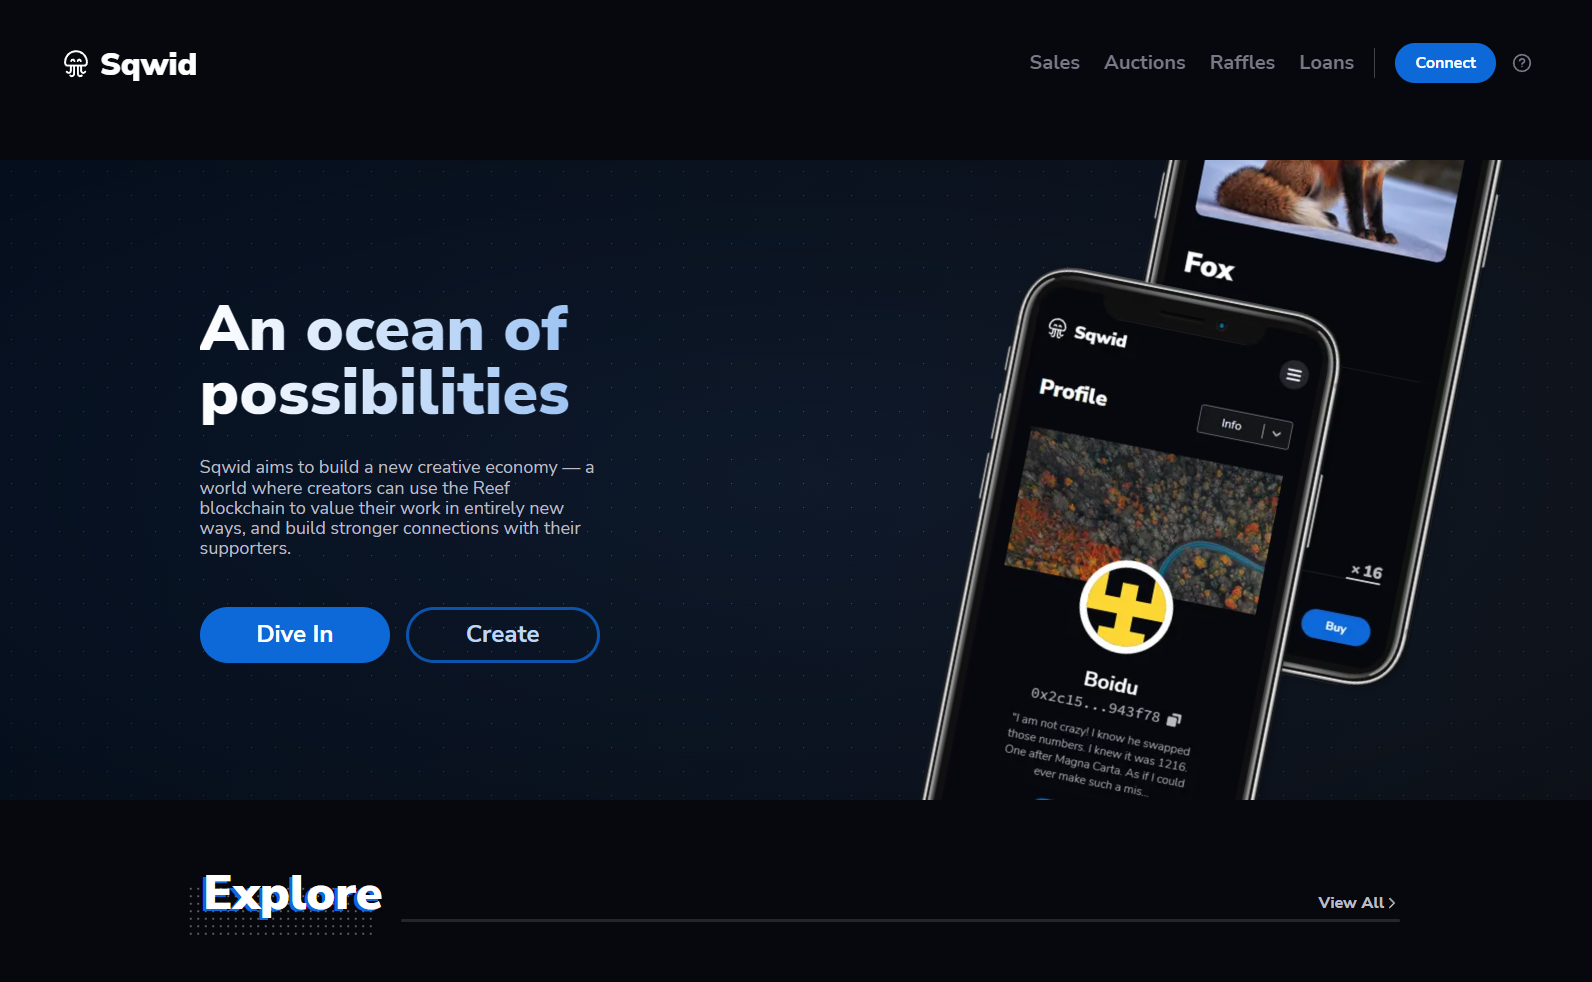 Sqwid
Sales
Auctions
Raffles
Loans
Connect
?
An ocean of
possibilities
Sqwid aims to build a new creative economy — a
world where creators can use the Reef
blockchain to value their work in entirely new
ways, and build stronger connections with their
supporters.
Dive In
Create
Fox
× 16
Buy
Sqwid
Profile
Info
Boidu
0x2c15...943f78
"I am not crazy! I know he swapped
those numbers. I knew it was 1216.
One after Magna Carta. As if I could
ever make such a mis...
Explore
View All